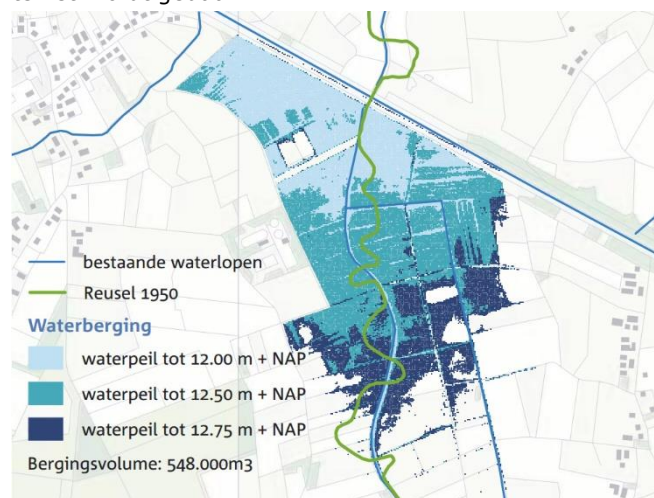 bestaande waterlopen
Reusel 1950
Waterberging
waterpeil tot 12.00 m + NAP
waterpeil tot 12.50 m + NAP
waterpeil tot 12.75 m + NAP
Bergingsvolume: 548.000m3